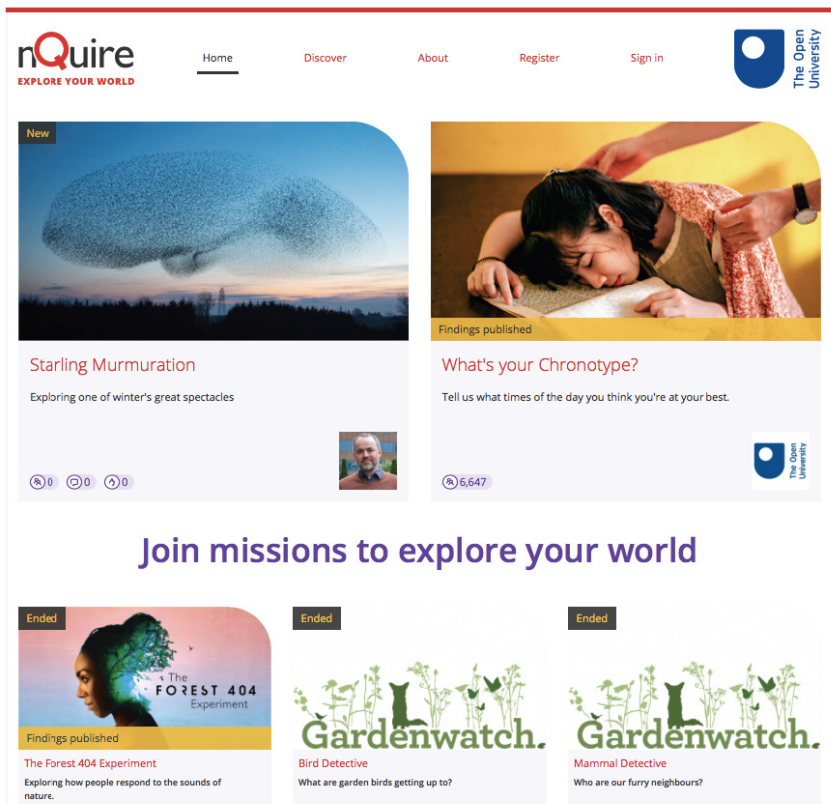 nQuire
EXPLORE YOUR WORLD
Home
Discover
About
Register
Sign in
The Open
University
New
Findings published
Starling Murmuration
Exploring one of winter's great spectacles
0
0
0
What's your Chronotype?
Tell us what times of the day you think you're at your best.
6,647
The Open
University
Join missions to explore your world
Ended
The
FOREST 404
Experiment
Findings published
The Forest 404 Experiment
Exploring how people respond to the sounds of
nature.
Ended
Gardenwatch.
Bird Detective
What are garden birds getting up to?
Ended
Gardenwatch.
Mammal Detective
Who are our furry neighbours?